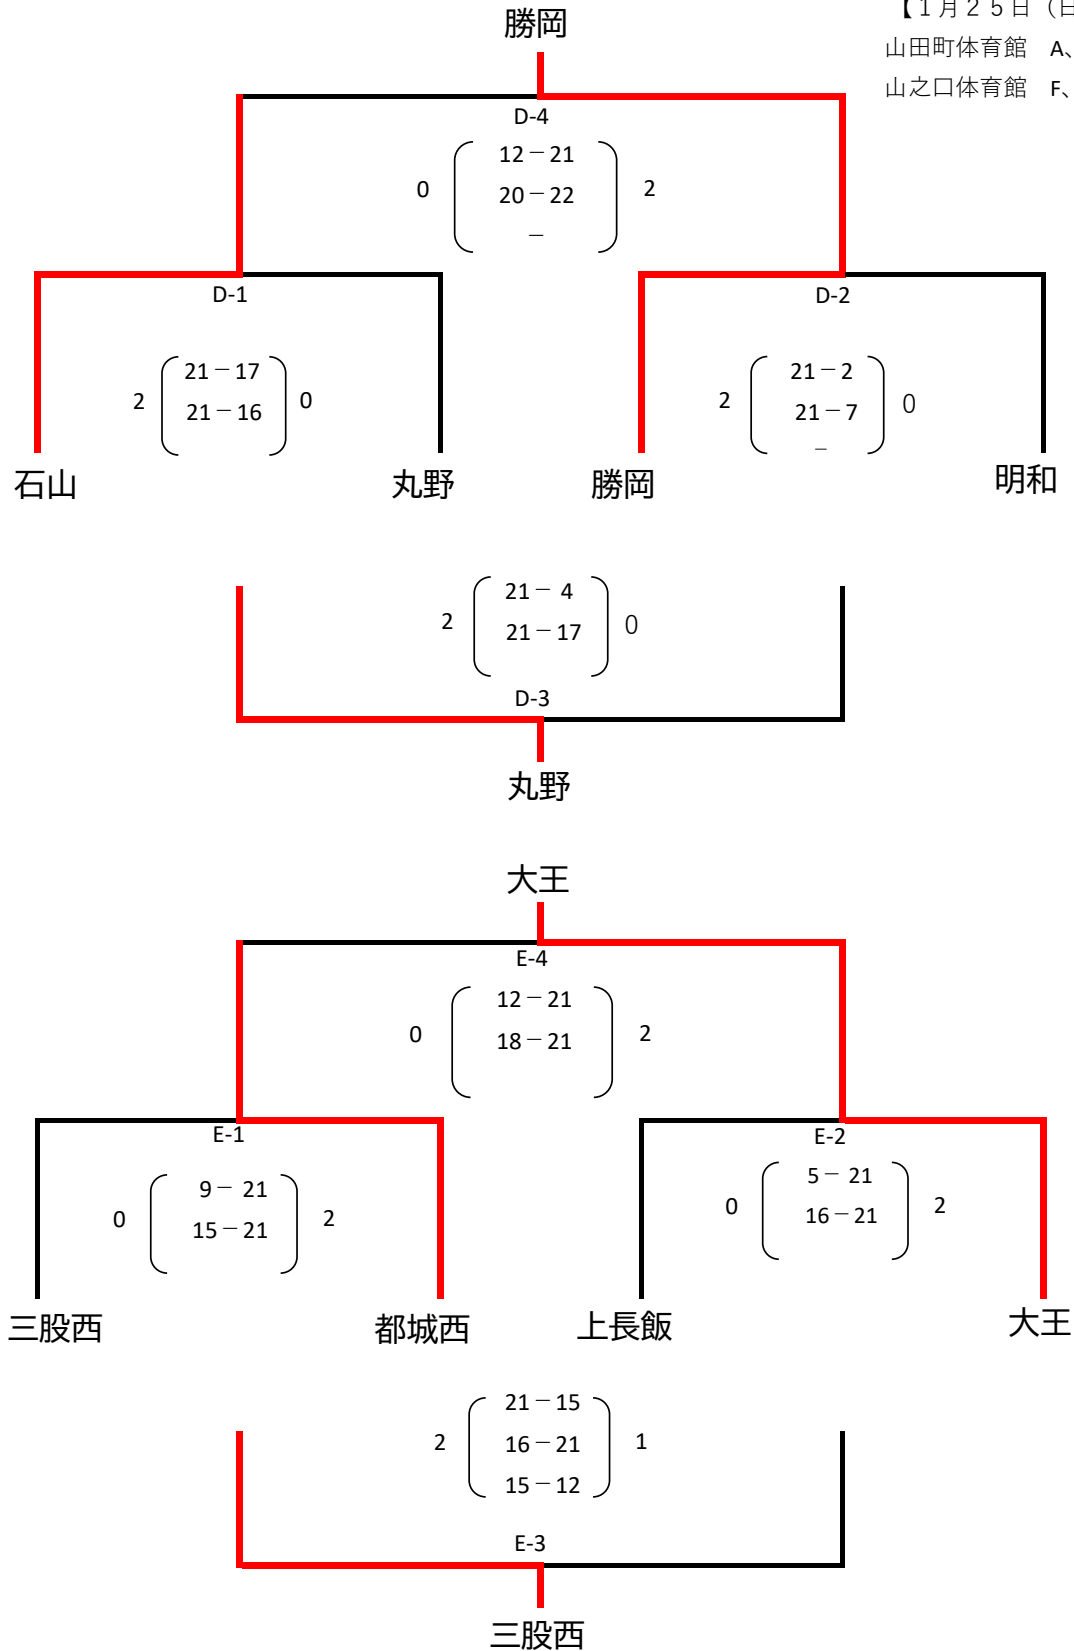 勝岡
【１月２５日（日
山田町体育館　A、
山之口体育館　F、
D-4
12－21
0 20－22 2
－
D-1 D-2
21－17 21－2
2 21－16 0 2 21－7 0
－
石山 丸野 勝岡 明和
21－ 4
2 21－17 0
D-3
丸野
大王
E-4
12－21
0 18－21 2
E-1 E-2
9－ 21 5－ 21
0 15－21 2 0 16－21 2
三股西 都城西 上長飯 大王
21－15
2 16－21 1
15－12
E-3
三股西